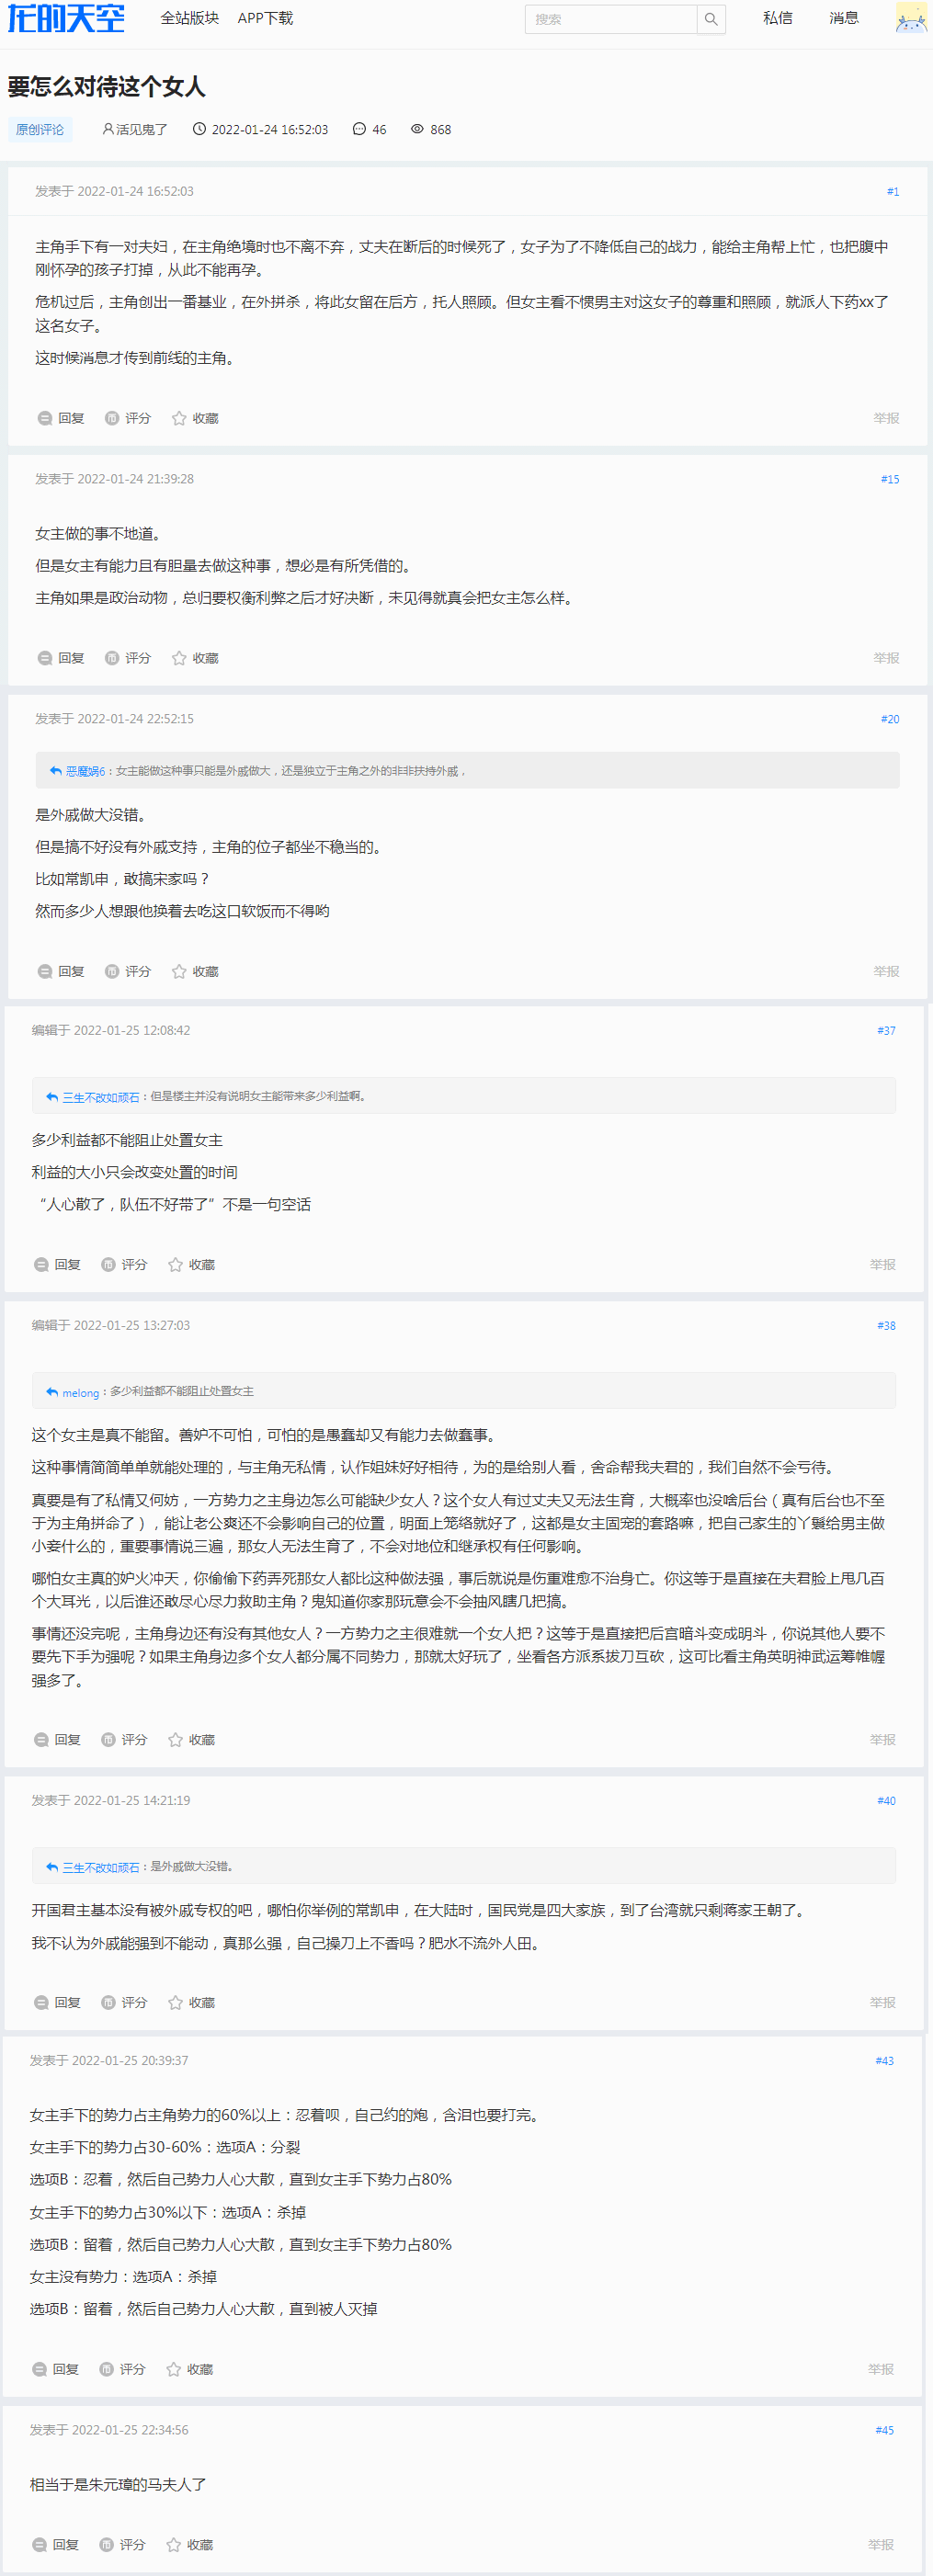 龙的天空
全站版块 APP下载
搜索
私信 消息
要怎么对待这个女人
原创评论 活见鬼了 2022-01-24 16:52:03 46 868
发表于 2022-01-24 16:52:03 #1
主角手下有一对夫妇，在主角绝境时也不离不弃，丈夫在断后的时候死了，女子为了不降低自己的战力，能给主角帮上忙，也把腹中
刚怀孕的孩子打掉，从此不能再孕。
危机过后，主角创出一番基业，在外拼杀，将此女留在后方，托人照顾。但女主看不惯男主对这女子的尊重和照顾，就派人下药xx了
这名女子。
这时候消息才传到前线的主角。
回复 评分 收藏 举报
发表于 2022-01-24 21:39:28 #15
女主做的事不地道。
但是女主有能力且有胆量去做这种事，想必是有所凭借的。
主角如果是政治动物，总归要权衡利弊之后才好决断，未见得就真会把女主怎么样。
回复 评分 收藏 举报
发表于 2022-01-24 22:52:15 #20
恶魔娲6：女主能做这种事只能是外戚做大，还是独立于主角之外的非非扶持外戚，
是外戚做大没错。
但是搞不好没有外戚支持，主角的位子都坐不稳当的。
比如常凯申，敢搞宋家吗？
然而多少人想跟他换着去吃这口软饭而不得哟
回复 评分 收藏 举报
编辑于 2022-01-25 12:08:42 #37
三生不改如顽石：但是楼主并没有说明女主能带来多少利益啊。
多少利益都不能阻止处置女主
利益的大小只会改变处置的时间
“人心散了，队伍不好带了”不是一句空话
回复 评分 收藏 举报
编辑于 2022-01-25 13:27:03 #38
melong：多少利益都不能阻止处置女主
这个女主是真不能留。善妒不可怕，可怕的是愚蠢却又有能力去做蠢事。
这种事情简简单单就能处理的，与主角无私情，认作姐妹好好相待，为的是给别人看，舍命帮我夫君的，我们自然不会亏待。
真要是有了私情又何妨，一方势力之主身边怎么可能缺少女人？这个女人有过丈夫又无法生育，大概率也没啥后台（真有后台也不至
于为主角拼命了），能让老公爽还不会影响自己的位置，明面上笼络就好了，这都是女主固宠的套路嘛，把自己家生的丫鬟给男主做
小妾什么的，重要事情说三遍，那女人无法生育了，不会对地位和继承权有任何影响。
哪怕女主真的妒火冲天，你偷偷下药弄死那女人都比这种做法强，事后就说是伤重难愈不治身亡。你这等于是直接在夫君脸上甩几百
个大耳光，以后谁还敢尽心尽力救助主角？鬼知道你家那玩意会不会抽风瞎几把搞。
事情还没完呢，主角身边还有没有其他女人？一方势力之主很难就一个女人把？这等于是直接把后宫暗斗变成明斗，你说其他人要不
要先下手为强呢？如果主角身边多个女人都分属不同势力，那就太好玩了，坐看各方派系拔刀互砍，这可比看主角英明神武运筹帷幄
强多了。
回复 评分 收藏 举报
发表于 2022-01-25 14:21:19 #40
三生不改如顽石：是外戚做大没错。
开国君主基本没有被外戚专权的吧，哪怕你举例的常凯申，在大陆时，国民党是四大家族，到了台湾就只剩蒋家王朝了。
我不认为外戚能强到不能动，真那么强，自己操刀上不香吗？肥水不流外人田。
回复 评分 收藏 举报
发表于 2022-01-25 20:39:37 #43
女主手下的势力占主角势力的60%以上：忍着呗，自己约的炮，含泪也要打完。
女主手下的势力占30-60%：选项A：分裂
选项B：忍着，然后自己势力人心大散，直到女主手下势力占80%
女主手下的势力占30%以下：选项A：杀掉
选项B：留着，然后自己势力人心大散，直到女主手下势力占80%
女主没有势力：选项A：杀掉
选项B：留着，然后自己势力人心大散，直到被人灭掉
回复 评分 收藏 举报
发表于 2022-01-25 22:34:56 #45
相当于是朱元璋的马夫人了
回复 评分 收藏 举报